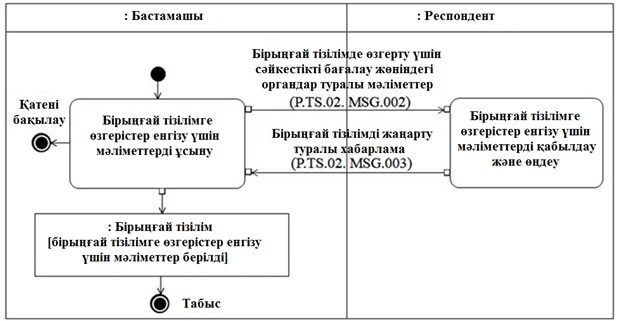 : Бастамашы
: Респондент
Бірыңғай тізілімде өзгерту үшін
сәйкестікті бағалау жөніндегі
органдар туралы мәліметтер
(P.TS.02. MSG.002)
Қатені
бақылау
Бірыңғай тізілімге
өзгерістер енгізу үшін
мәліметтерді ұсыну
Бірыңғай тізілімді жаңарту
туралы хабарлама
(P.TS.02. MSG.003)
Бірыңғай тізілімге
өзгерістер енгізу үшін
мәліметтерді қабылдау
және өңдеу
: Бірыңғай тізілім
[бірыңғай тізілімге өзгерістер енгізу
үшін мәліметтер берілді]
Табыс